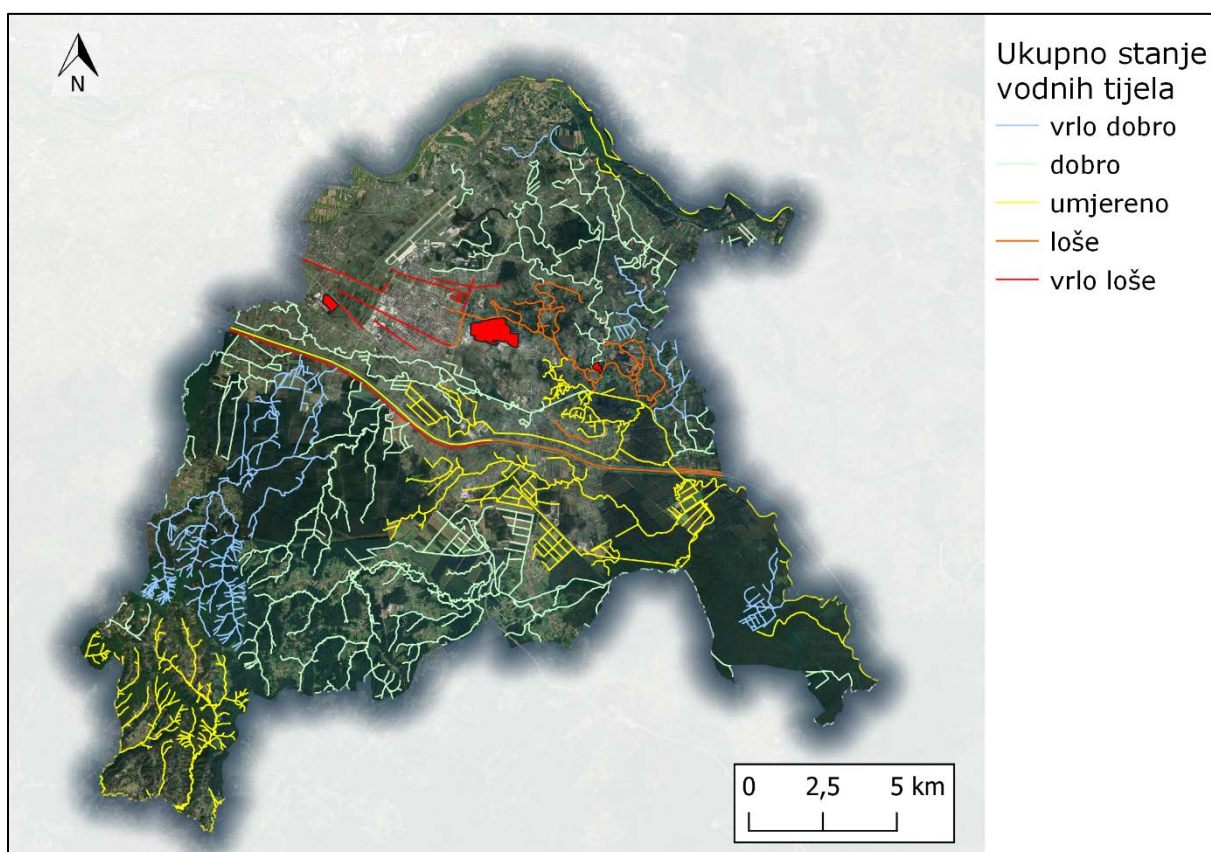 N
Ukupno stanje
vodnih tijela
vrlo dobro
dobro
umjereno
loše
vrlo loše
0 2,5 5 km